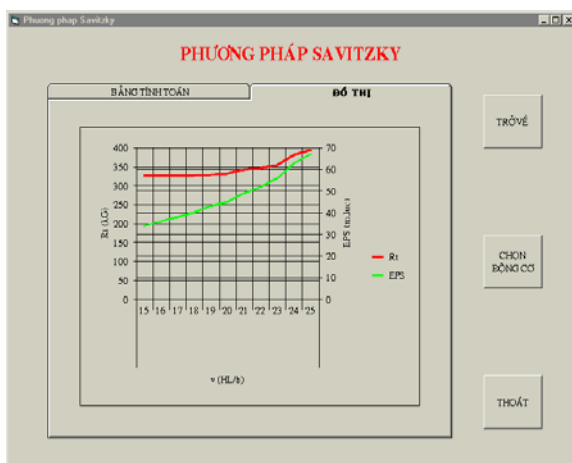 Phuong phap Savitzky
PHƯƠNG PHÁP SAVITZKY
BẢNG TÍNH TOÁN
ĐỒ THỊ
TRỞ VỀ
CHỌN
ĐỘNG CƠ
THOÁT
400
350
300
250
200
150
100
50
0
70
60
50
40
30
20
10
0
15 16 17 18 19 20 21 22 23 24 25
v (HL/h)
Rt
EPS